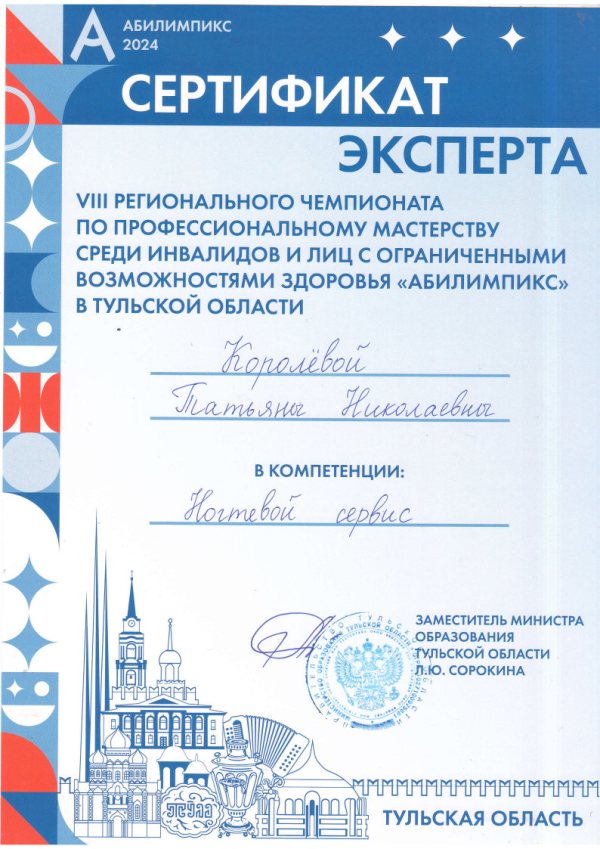 АБИЛИМПИКС
2024
СЕРТИФИКАТ
ЭКСПЕРТА
VIII РЕГИОНАЛЬНОГО ЧЕМПИОНАТА
ПО ПРОФЕССИОНАЛЬНОМУ МАСТЕРСТВУ
СРЕДИ ИНВАЛИДОВ И ЛИЦ С ОГРАНИЧЕННЫМИ
ВОЗМОЖНОСТЯМИ ЗДОРОВЬЯ «АБИЛИМПИКС»
В ТУЛЬСКОЙ ОБЛАСТИ
Королёвой
Татьяны Николаевны
В КОМПЕТЕНЦИИ:
Ногтевой сервис
ЗАМЕСТИТЕЛЬ МИНИСТРА
ОБРАЗОВАНИЯ
ТУЛЬСКОЙ ОБЛАСТИ
Л.Ю. СОРОКИНА
ТУЛА
ТУЛЬСКАЯ ОБЛАСТЬ